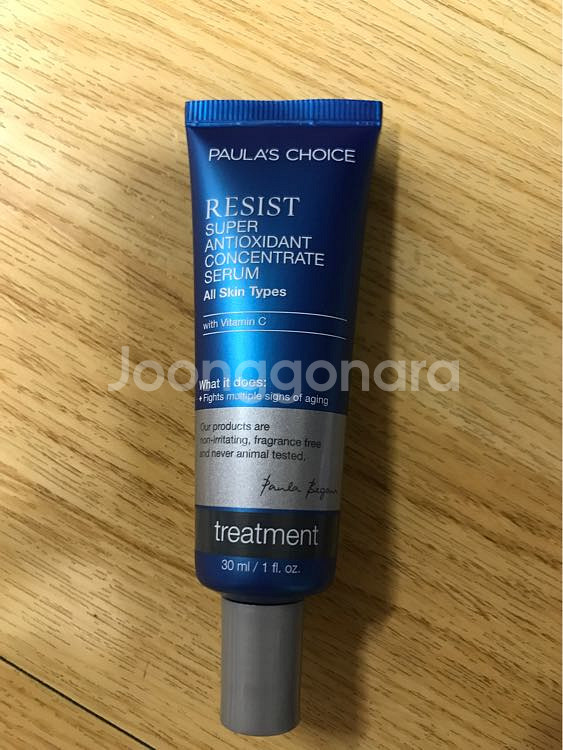 PAULA'S CHOICE
RESIST
SUPER
ANTIOXIDANT
CONCENTRATE
SERUM
All Skin Types
with Vitamin C
Joonggonara
What it does:
+ Fights multiple signs of aging
Our products are
non-irritating, fragrance free
and never animal tested.
Paula Begoun
treatment
30 ml / 1 fl. oz.